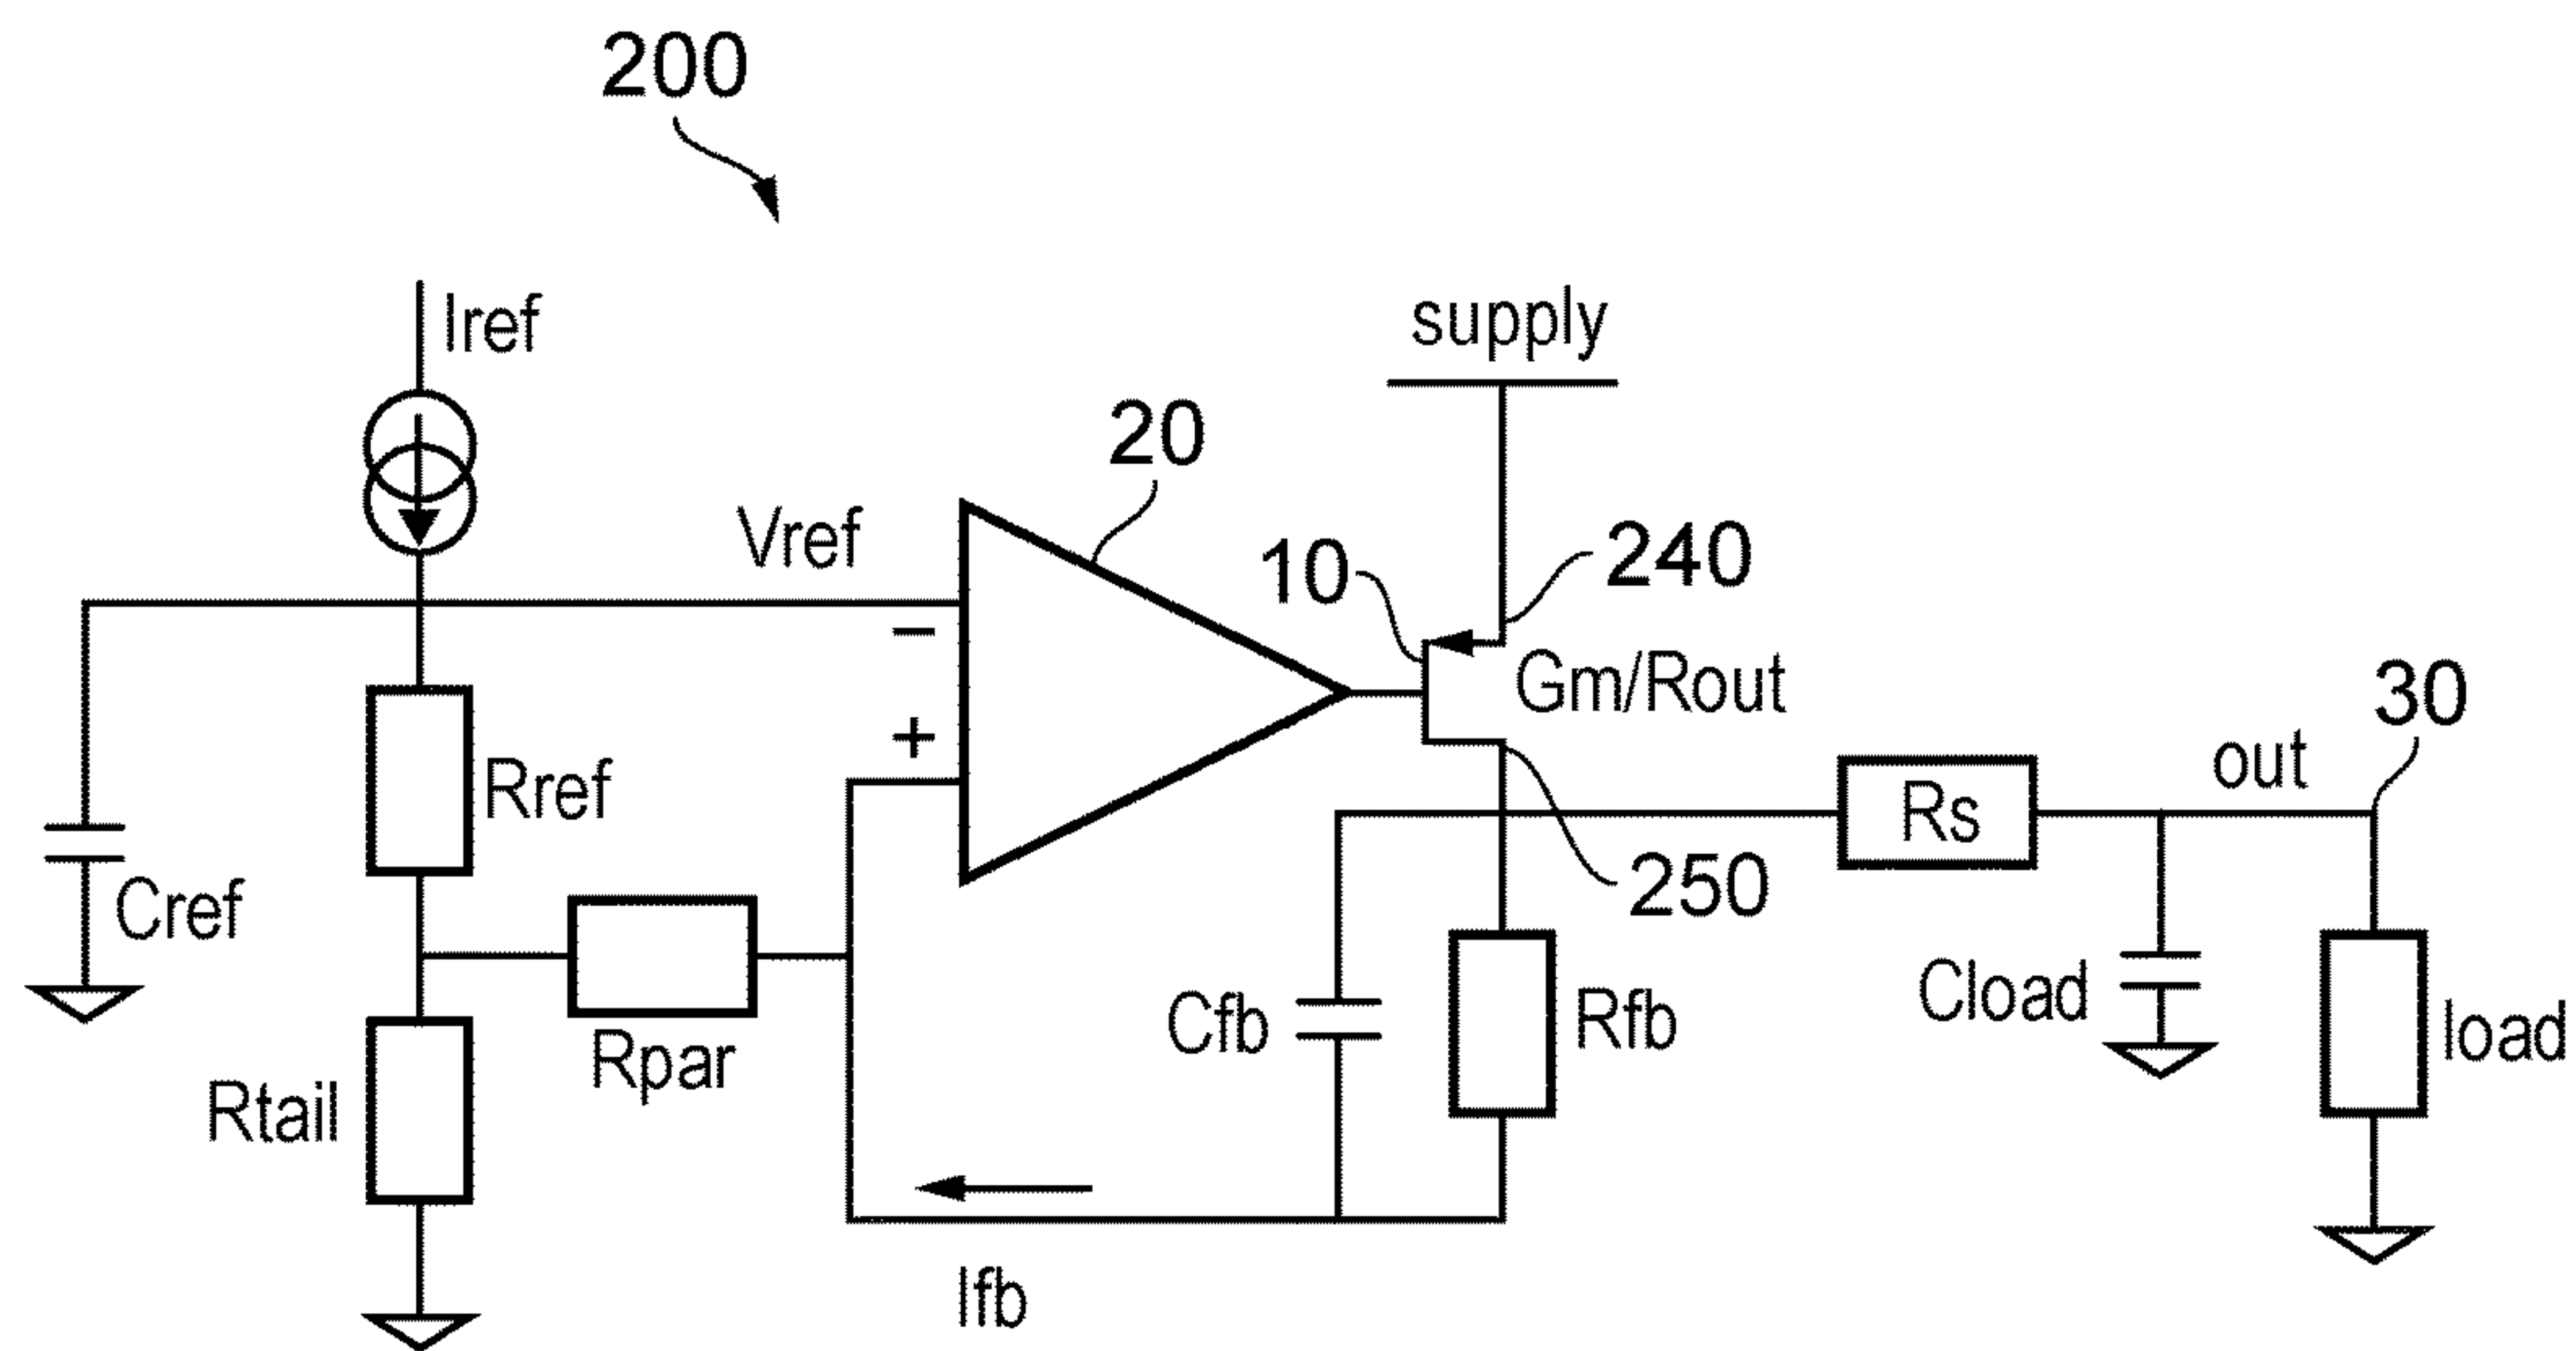 200
Iref
supply
20
Vref
10
240
Gm/Rout
30
−
+
Rref
out
Rs
250
Cref
Rpar
Cfb
Rfb
Cload
Iload
Rtail
Ifb